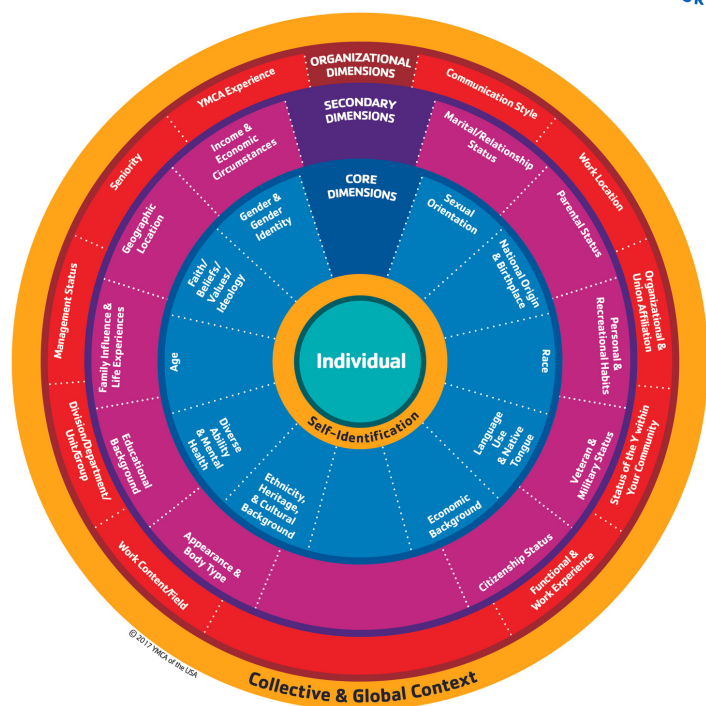 OR
ORGANIZATIONAL
DIMENSIONS
Communication Style
Work Location
Organizational &
Union Affiliation
Status of the Y within
Your Community
Functional &
Work Experience
Work Content/Field
Division/Department/
Unit/Group
Management Status
Seniority
YMCA Experience
SECONDARY
DIMENSIONS
Marital/Relationship
Status
Parental Status
Personal &
Recreational Habits
Veteran &
Military Status
Citizenship Status
Appearance &
Body Type
Educational
Background
Family Influence &
Life Experiences
Geographic
Location
Income &
Economic
Circumstances
CORE
DIMENSIONS
Sexual
Orientation
National Origin
& Birthplace
Race
Language
Use
& Native
Tongue
Economic
Background
Ethnicity,
Heritage,
& Cultural
Background
Diverse
Ability
& Mental
Health
Age
Faith/
Beliefs/
Values/
Ideology
Gender &
Gender
Identity
Individual
Self-Identification
Collective & Global Context
© 2017 YMCA of the USA